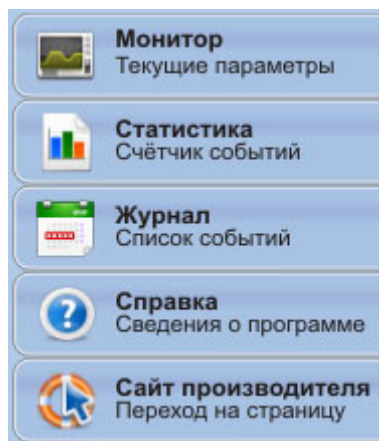 Монитор
Текущие параметры
Статистика
Счётчик событий
Журнал
Список событий
Справка
Сведения о программе
Сайт производителя
Переход на страницу